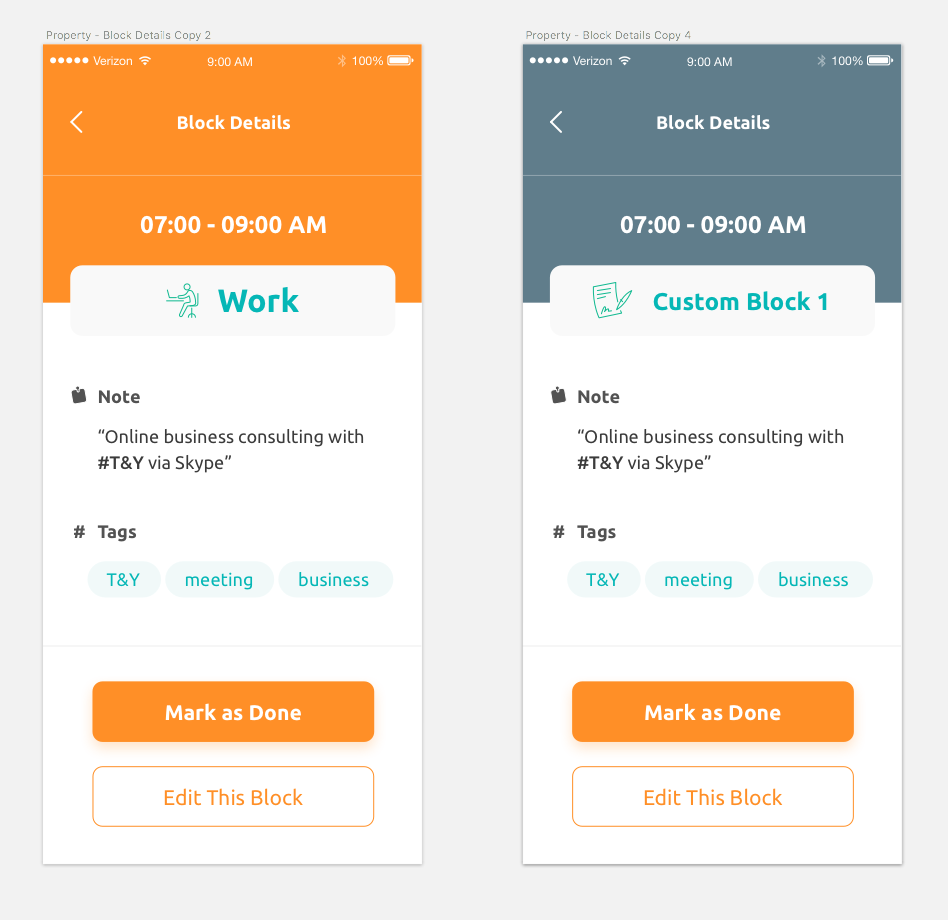 Property - Block Details Copy 2
Verizon 9:00 AM 100%
Block Details
07:00 - 09:00 AM
Work
Note
“Online business consulting with
#T&Y via Skype”
# Tags
T&Y meeting business
Mark as Done
Edit This Block
Property - Block Details Copy 4
Verizon 9:00 AM 100%
Block Details
07:00 - 09:00 AM
Custom Block 1
Note
“Online business consulting with
#T&Y via Skype”
# Tags
T&Y meeting business
Mark as Done
Edit This Block